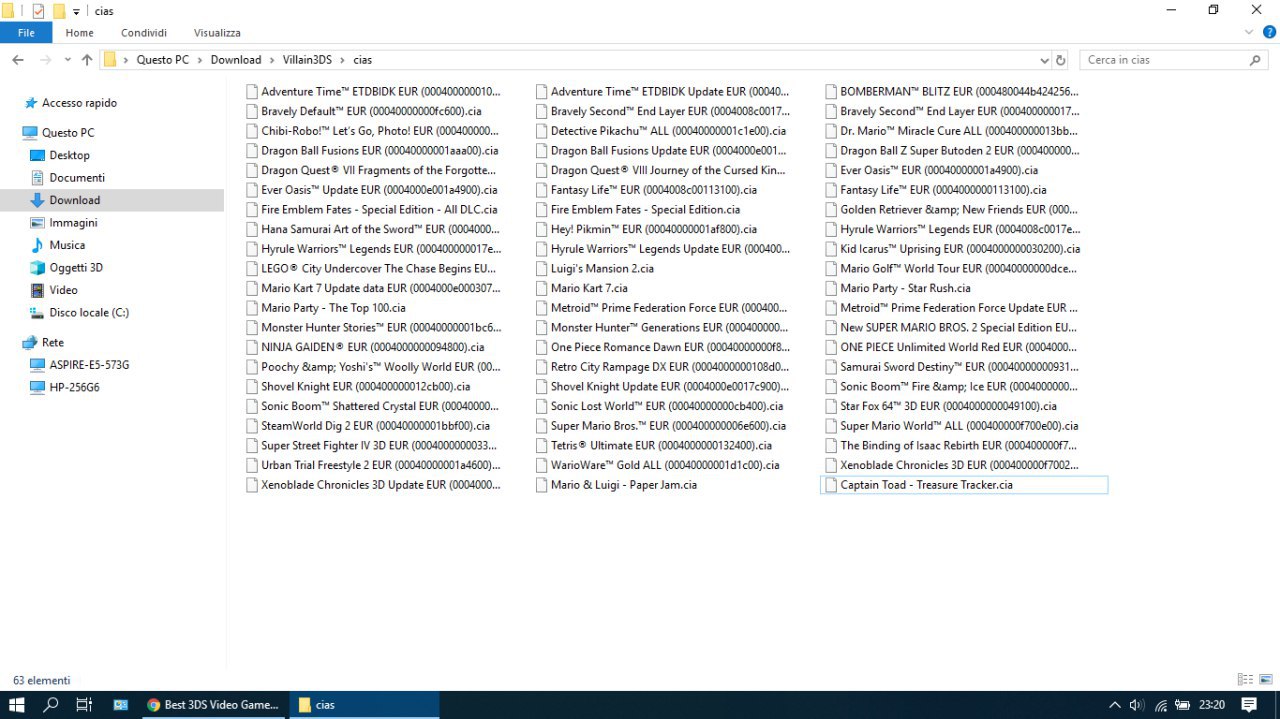 cias
File Home Condividi Visualizza
Questo PC Download Villain3DS cias Cerca in cias
Accesso rapido
Questo PC
Desktop
Documenti
Download
Immagini
Musica
Oggetti 3D
Video
Disco locale (C:)
Rete
ASPIRE-E5-573G
HP-256G6
Adventure Time™ ETDBIDK EUR (000400000010...
Adventure Time™ ETDBIDK Update EUR (00040...
BOMBERMAN™ BLITZ EUR (000480044b424256...
Bravely Default™ EUR (00040000000fc600).cia
Bravely Second™ End Layer EUR (0004008c0017...
Bravely Second™ End Layer EUR (000400000017...
Chibi-Robo!™ Let's Go, Photo! EUR (000400000...
Detective Pikachu™ ALL (00040000001c1e00).cia
Dr. Mario™ Miracle Cure ALL (000400000013bb...
Dragon Ball Fusions EUR (00040000001aaa00).cia
Dragon Ball Fusions Update EUR (0004000e001...
Dragon Ball Z Super Butoden 2 EUR (000400000...
Dragon Quest® VII Fragments of the Forgotte...
Dragon Quest® VIII Journey of the Cursed Kin...
Ever Oasis™ EUR (00040000001a4900).cia
Ever Oasis™ Update EUR (0004000e001a4900).cia
Fantasy Life™ EUR (0004008c00113100).cia
Fantasy Life™ EUR (0004000000113100).cia
Fire Emblem Fates - Special Edition - All DLC.cia
Fire Emblem Fates - Special Edition.cia
Golden Retriever &amp; New Friends EUR (000...
Hana Samurai Art of the Sword™ EUR (0004000...
Hey! Pikmin™ EUR (00040000001af800).cia
Hyrule Warriors™ Legends EUR (0004008c0017e...
Hyrule Warriors™ Legends EUR (000400000017e...
Hyrule Warriors™ Legends Update EUR (000400...
Kid Icarus™ Uprising EUR (0004000000030200).cia
LEGO® City Undercover The Chase Begins EU...
Luigi's Mansion 2.cia
Mario Golf™ World Tour EUR (00040000000dce...
Mario Kart 7 Update data EUR (0004000e000307...
Mario Kart 7.cia
Mario Party - Star Rush.cia
Mario Party - The Top 100.cia
Metroid™ Prime Federation Force EUR (000400...
Metroid™ Prime Federation Force Update EUR ...
Monster Hunter Stories™ EUR (00040000001bc6...
Monster Hunter™ Generations EUR (000400000...
New SUPER MARIO BROS. 2 Special Edition EU...
NINJA GAIDEN® EUR (0004000000094800).cia
One Piece Romance Dawn EUR (00040000000f8...
ONE PIECE Unlimited World Red EUR (0004000...
Poochy &amp; Yoshi's™ Woolly World EUR (00...
Retro City Rampage DX EUR (0004000000108d0...
Samurai Sword Destiny™ EUR (0004000000931...
Shovel Knight EUR (000400000012cb00).cia
Shovel Knight Update EUR (0004000e0017c900)...
Sonic Boom™ Fire &amp; Ice EUR (0004000000...
Sonic Boom™ Shattered Crystal EUR (00040000...
Sonic Lost World™ EUR (00040000000cb400).cia
Star Fox 64™ 3D EUR (0004000000049100).cia
SteamWorld Dig 2 EUR (00040000001bbf00).cia
Super Mario Bros.™ EUR (000400000006e600).cia
Super Mario World™ ALL (000400000f700e00).cia
Super Street Fighter IV 3D EUR (0004000000033...
Tetris® Ultimate EUR (0004000000132400).cia
The Binding of Isaac Rebirth EUR (000400000f7...
Urban Trial Freestyle 2 EUR (00040000001a4600)...
WarioWare™ Gold ALL (00040000001d1c00).cia
Xenoblade Chronicles 3D EUR (000400000f7002...
Xenoblade Chronicles 3D Update EUR (0004000...
Mario & Luigi - Paper Jam.cia
Captain Toad - Treasure Tracker.cia
63 elementi
Best 3DS Video Game... cias 23:20